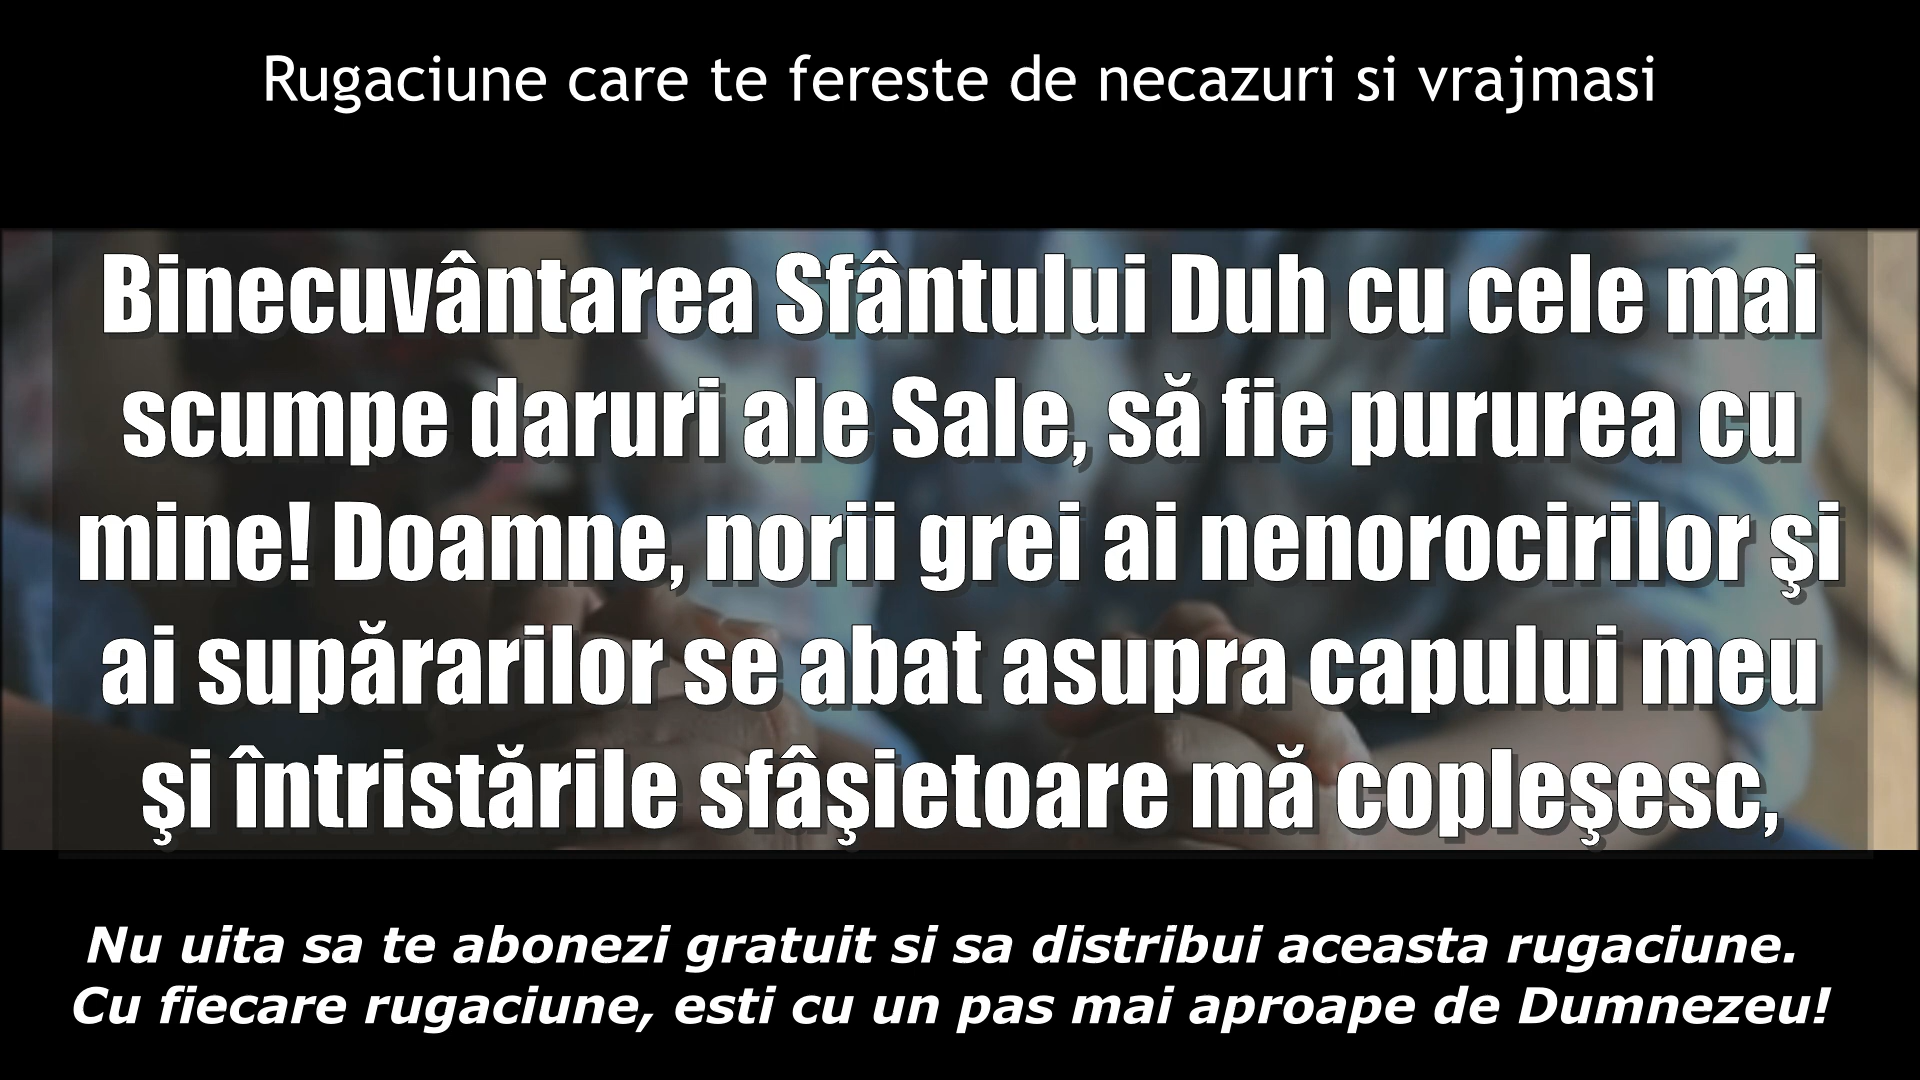 Rugaciune care te fereste de necazuri si vrajmasi
Binecuvântarea Sfântului Duh cu cele mai
scumpe daruri ale Sale, să fie pururea cu
mine! Doamne, norii grei ai nenorocirilor şi
ai supărarilor se abat asupra capului meu
şi întristările sfâşietoare mă copleşesc,
Nu uita sa te abonezi gratuit si sa distribui aceasta rugaciune.
Cu fiecare rugaciune, esti cu un pas mai aproape de Dumnezeu!